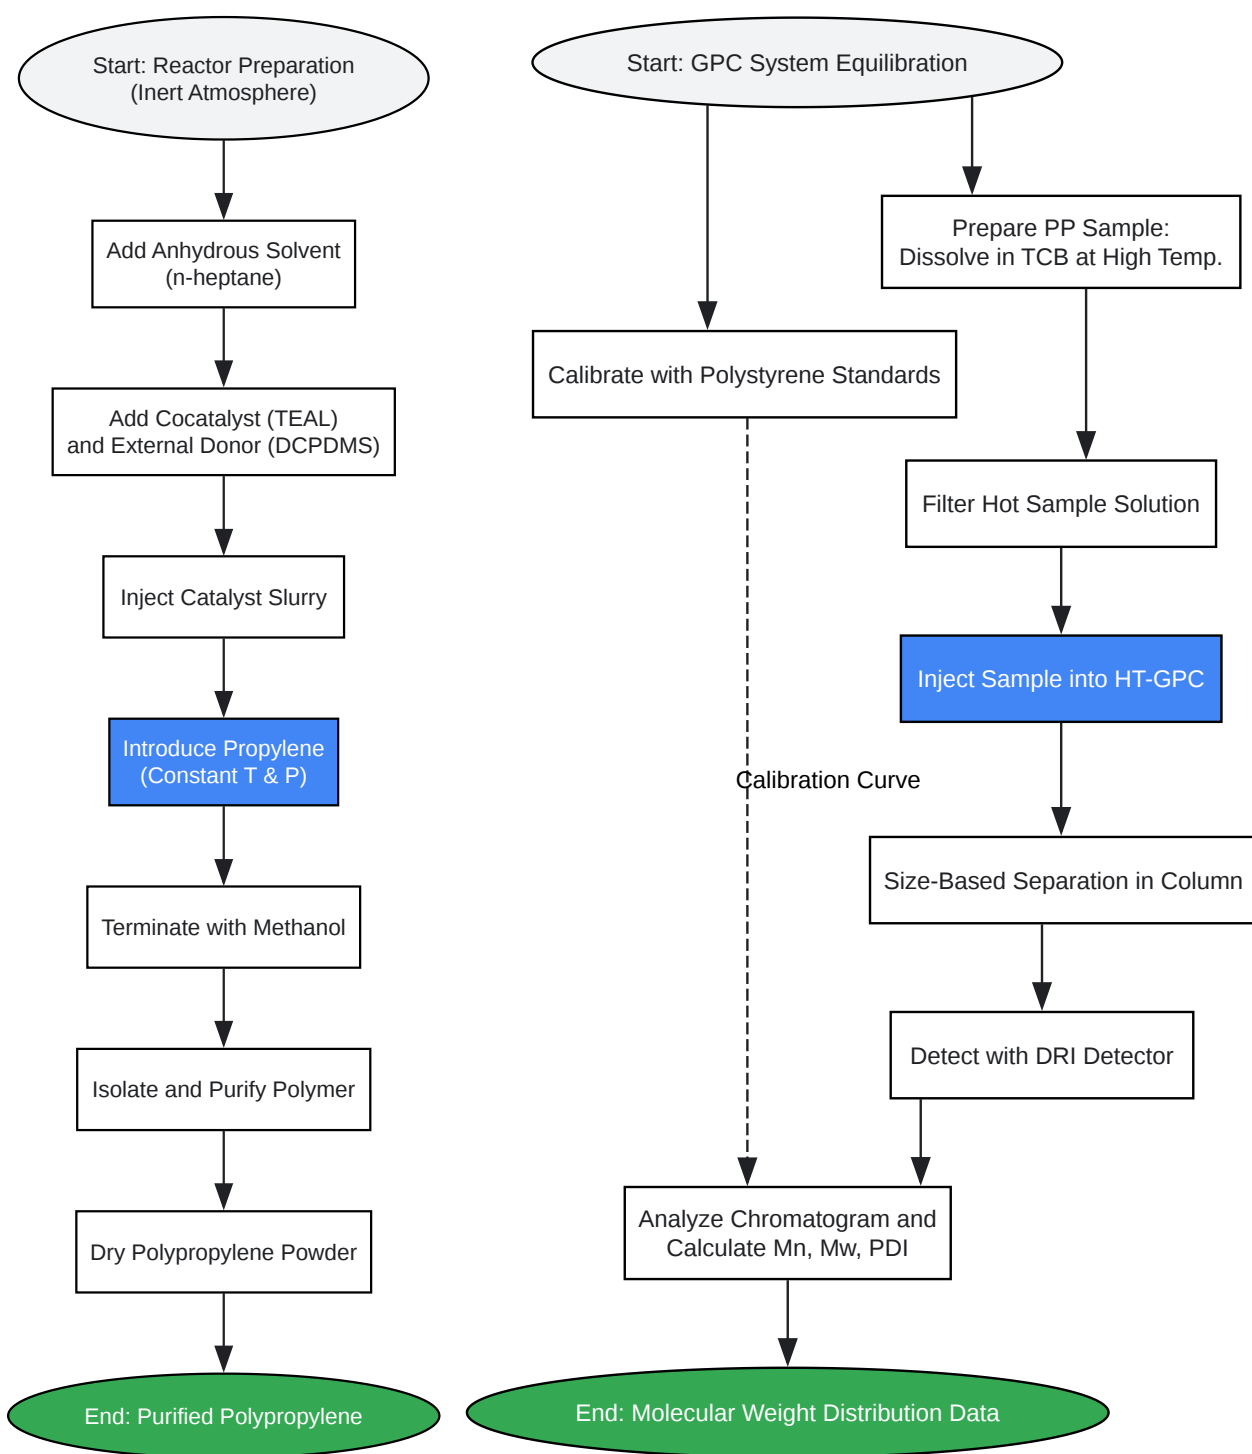 Start: Reactor Preparation
(Inert Atmosphere)
Add Anhydrous Solvent
(n-heptane)
Add Cocatalyst (TEAL)
and External Donor (DCPDMS)
Inject Catalyst Slurry
Introduce Propylene
(Constant T & P)
Terminate with Methanol
Isolate and Purify Polymer
Dry Polypropylene Powder
End: Purified Polypropylene
Start: GPC System Equilibration
Prepare PP Sample:
Dissolve in TCB at High Temp.
Calibrate with Polystyrene Standards
Filter Hot Sample Solution
Inject Sample into HT-GPC
Calibration Curve
Size-Based Separation in Column
Detect with DRI Detector
Analyze Chromatogram and
Calculate Mn, Mw, PDI
End: Molecular Weight Distribution Data